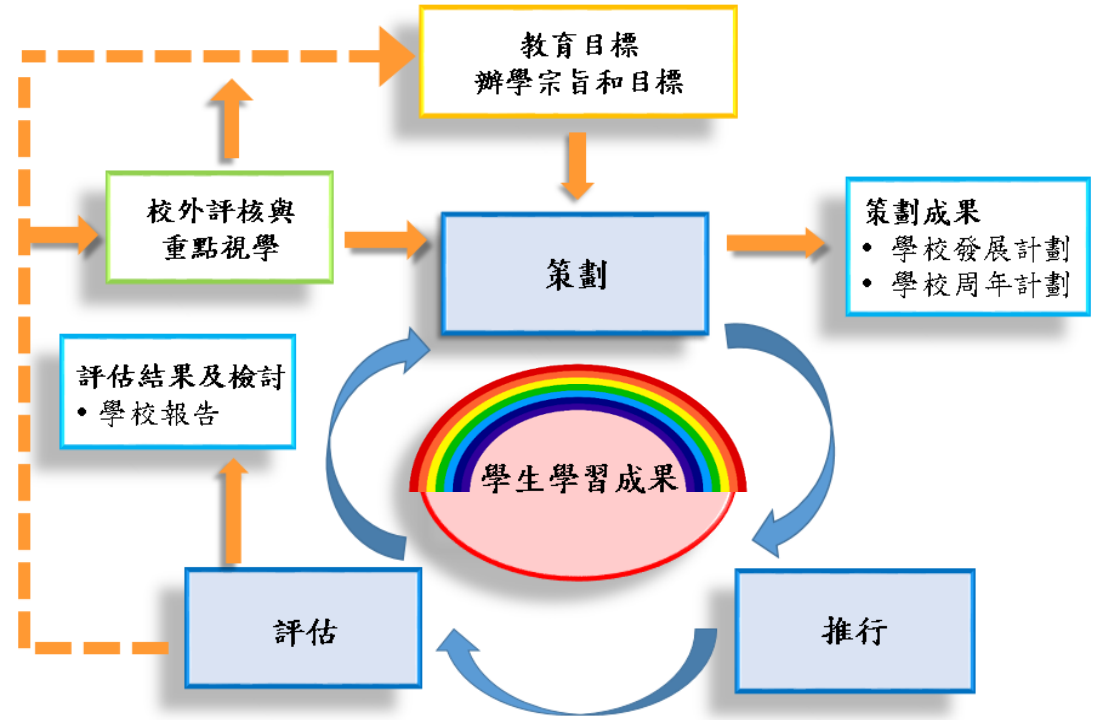 教育目標
辦學宗旨和目標
校外評核與
重點視學
策劃
策劃成果
• 學校發展計劃
• 學校周年計劃
評估結果及檢討
• 學校報告
學生學習成果
評估
推行